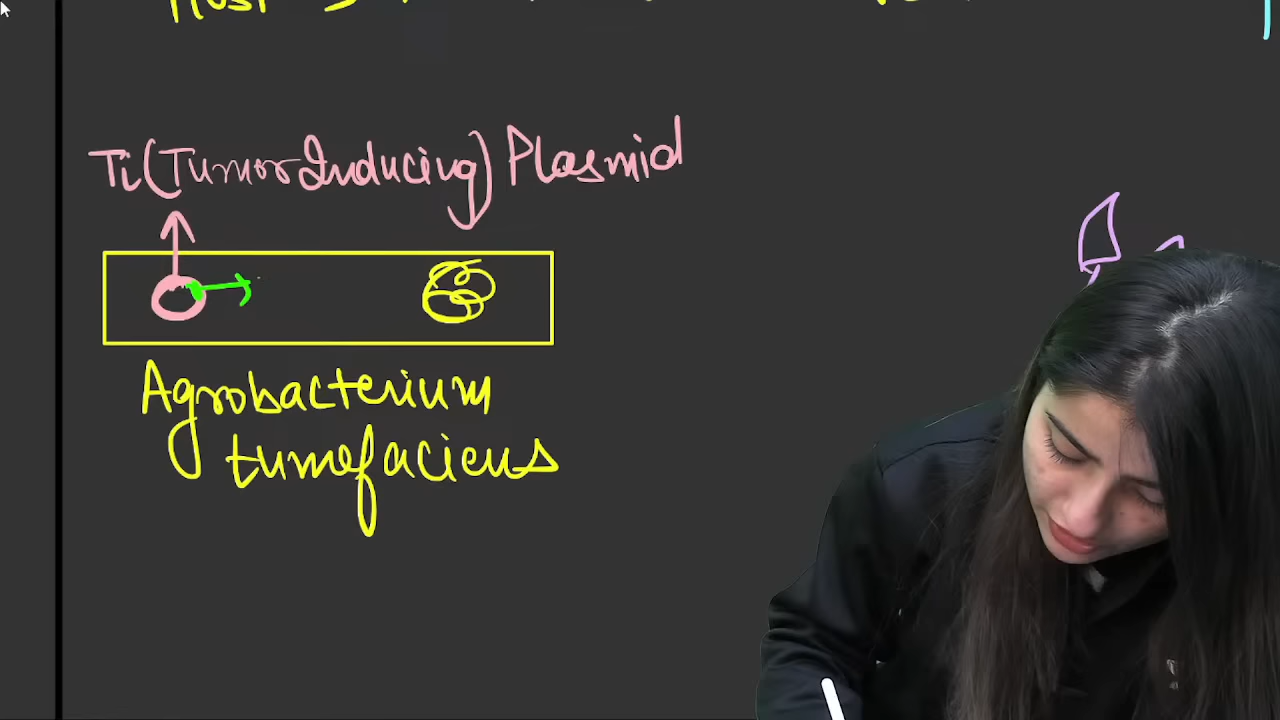 Ti (Tumor Inducing) Plasmid
Agrobacterium
tumefaciens